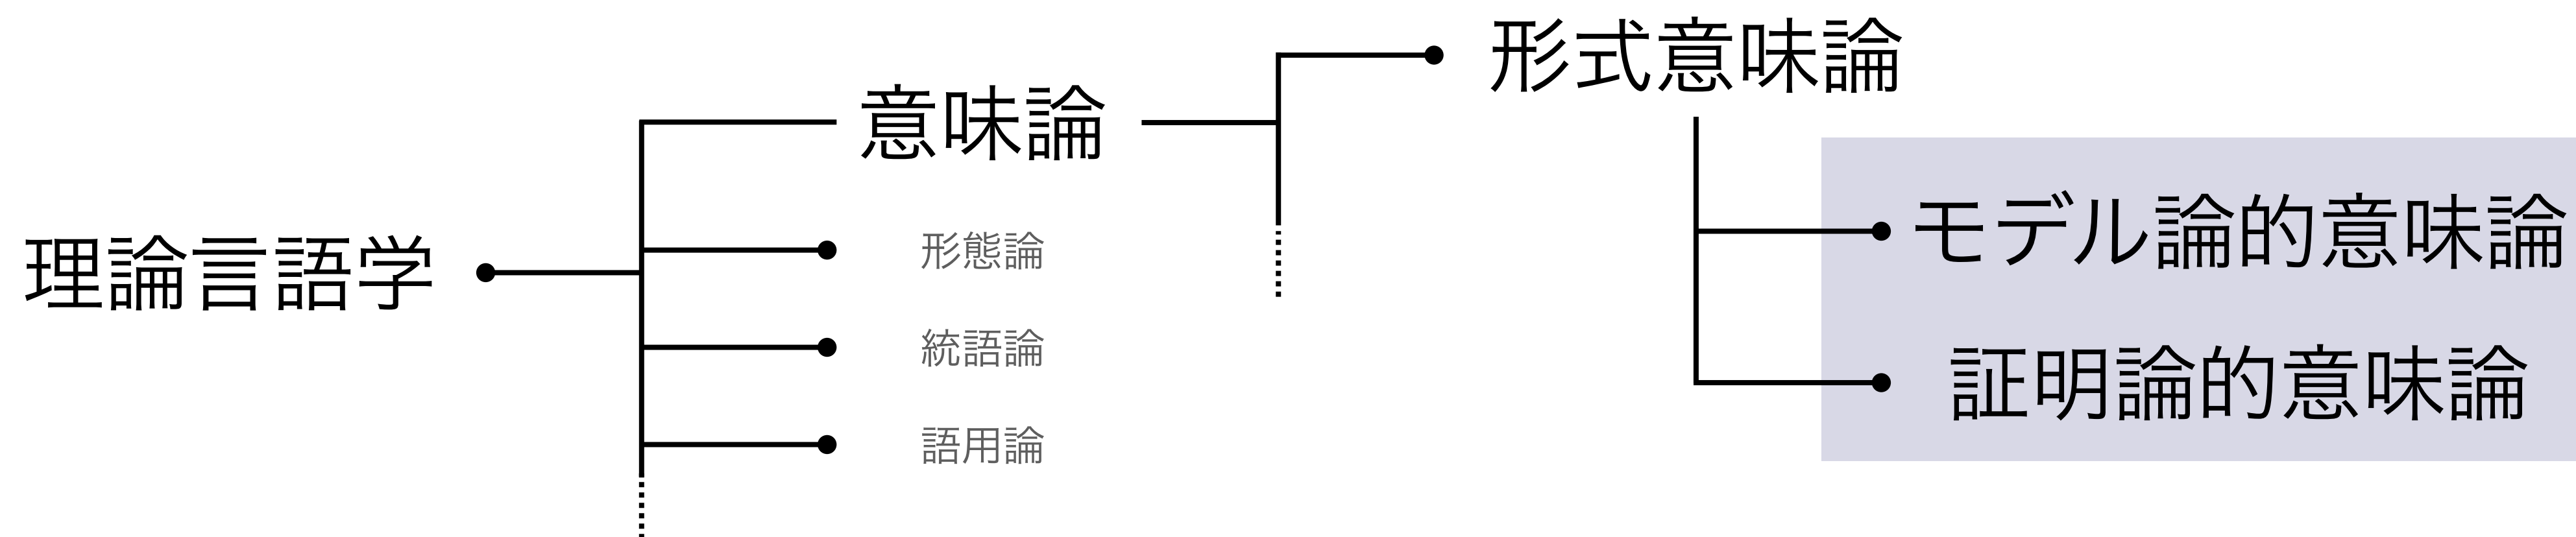 理論言語学
意味論
形態論
統語論
語用論
形式意味論
モデル論的意味論
証明論的意味論